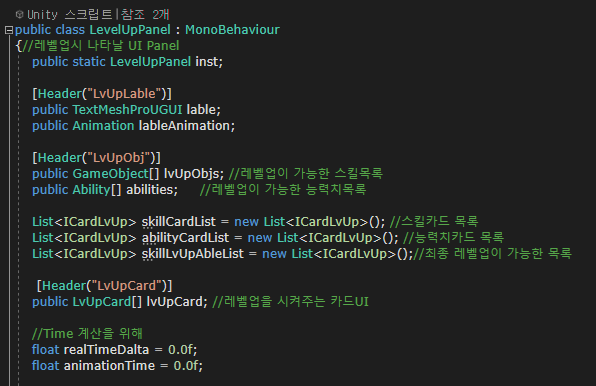 Unity 스크립트|참조 2개
public class LevelUpPanel : MonoBehaviour
{//레벨업시 나타날 UI Panel
public static LevelUpPanel inst;
[Header("LvUpLable")]
public TextMeshProUGUI lable;
public Animation lableAnimation;
[Header("LvUpObj")]
public GameObject[] lvUpObjs; //레벨업이 가능한 스킬목록
public Ability[] abilities; //레벨업이 가능한 능력치목록
List<ICardLvUp> skillCardList = new List<ICardLvUp>(); //스킬카드 목록
List<ICardLvUp> abilityCardList = new List<ICardLvUp>(); //능력치카드 목록
List<ICardLvUp> skillLvUpAbleList = new List<ICardLvUp>();//최종 레벨업이 가능한 목록
[Header("LvUpCard")]
public LvUpCard[] lvUpCard; //레벨업을 시켜주는 카드UI
//Time 계산을 위해
float realTimeDalta = 0.0f;
float animationTime = 0.0f;